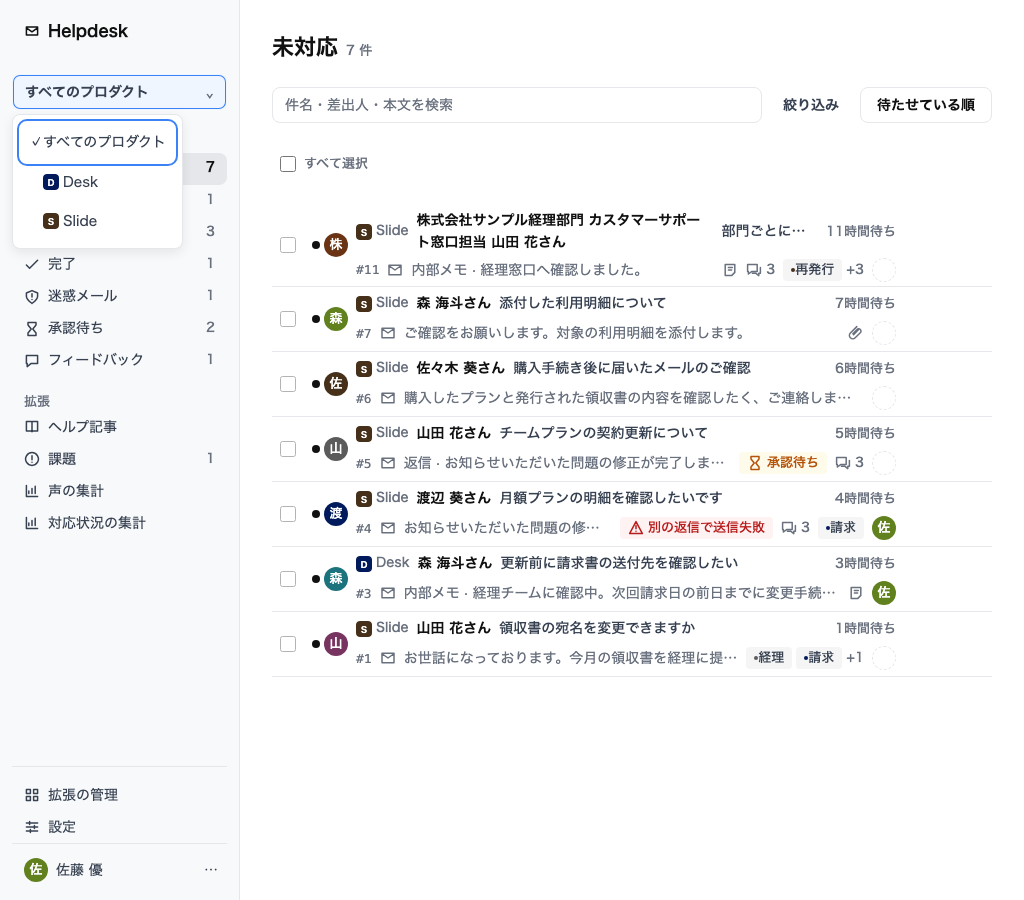 Helpdesk
すべてのプロダクト
✓すべてのプロダクト
D Desk
S Slide
7
1
3
完了 1
迷惑メール 1
承認待ち 2
フィードバック 1
拡張
ヘルプ記事
課題 1
声の集計
対応状況の集計
拡張の管理
設定
佐 佐藤 優 …
未対応 7 件
件名・差出人・本文を検索 絞り込み 待たせている順
すべて選択
株 S Slide 株式会社サンプル経理部門 カスタマーサポート窓口担当 山田 花さん 部門ごとに… 11時間待ち
#11 内部メモ · 経理窓口へ確認しました。 3 •再発行 +3
森 S Slide 森 海斗さん 添付した利用明細について 7時間待ち
#7 ご確認をお願いします。対象の利用明細を添付します。
佐 S Slide 佐々木 葵さん 購入手続き後に届いたメールのご確認 6時間待ち
#6 購入したプランと発行された領収書の内容を確認したく、ご連絡しま…
山 S Slide 山田 花さん チームプランの契約更新について 5時間待ち
#5 返信 · お知らせいただいた問題の修正が完了しま… 承認待ち 3
渡 S Slide 渡辺 葵さん 月額プランの明細を確認したいです 4時間待ち
#4 お知らせいただいた問題の修… 別の返信で送信失敗 3 •請求 佐
森 D Desk 森 海斗さん 更新前に請求書の送付先を確認したい 3時間待ち
#3 内部メモ · 経理チームに確認中。次回請求日の前日までに変更手続… 佐
山 S Slide 山田 花さん 領収書の宛名を変更できますか 1時間待ち
#1 お世話になっております。今月の領収書を経理に提… •経理 •請求 +1